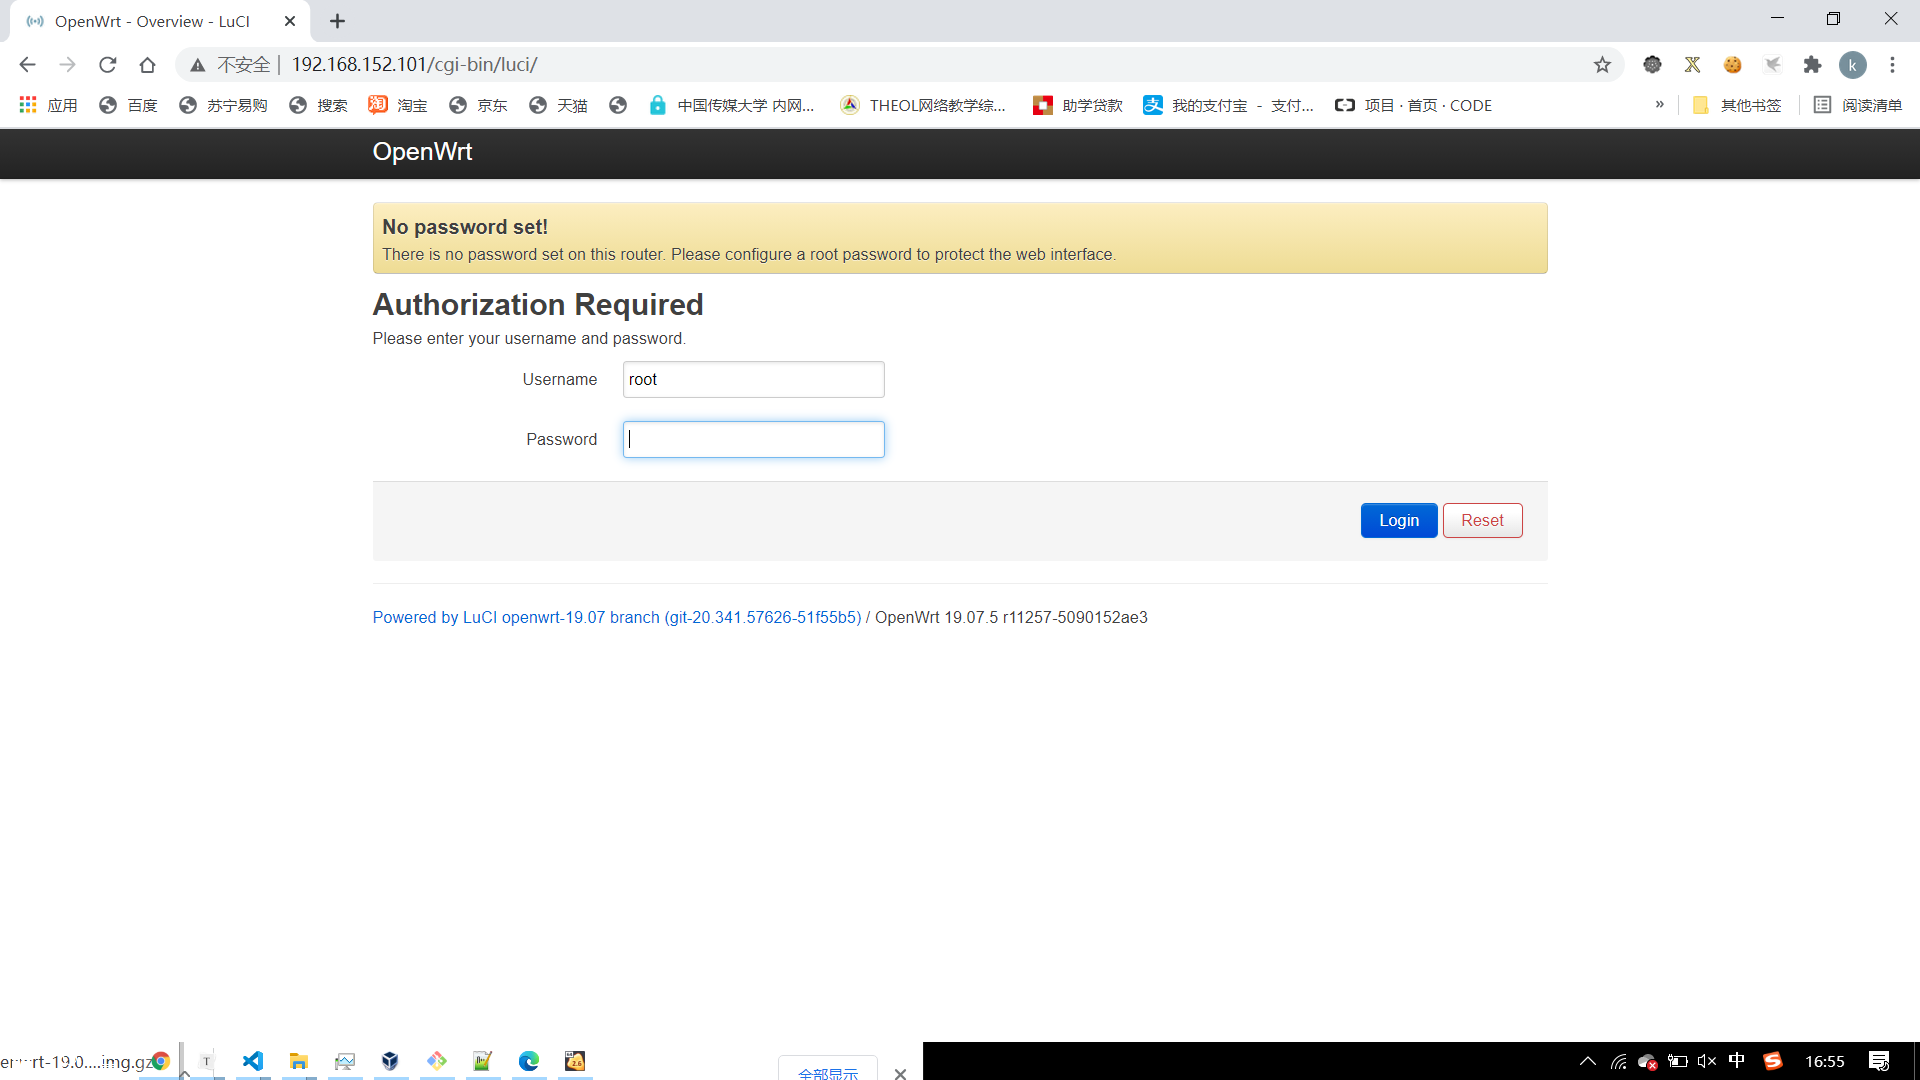 OpenWrt - Overview - LuCI
不安全 | 192.168.152.101/cgi-bin/luci/
k
应用 百度 苏宁易购 搜索 淘宝 京东 天猫 中国传媒大学 内网... THEOL网络教学综... 助学贷款 我的支付宝 - 支付... 项目 · 首页 · CODE » 其他书签 阅读清单
OpenWrt
No password set!
There is no password set on this router. Please configure a root password to protect the web interface.
Authorization Required
Please enter your username and password.
Username root
Password
Login Reset
Powered by LuCI openwrt-19.07 branch (git-20.341.57626-51f55b5) / OpenWrt 19.07.5 r11257-5090152ae3
全部显示
中 16:55